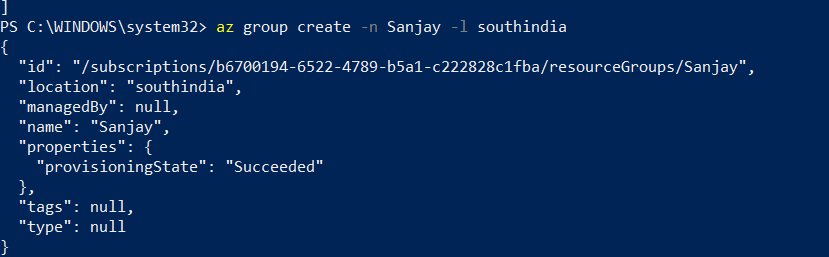 ]
PS C:\WINDOWS\system32> az group create -n Sanjay -l southindia
{
  "id": "/subscriptions/b6700194-6522-4789-b5a1-c222828c1fba/resourceGroups/Sanjay",
  "location": "southindia",
  "managedBy": null,
  "name": "Sanjay",
  "properties": {
    "provisioningState": "Succeeded"
  },
  "tags": null,
  "type": null
}